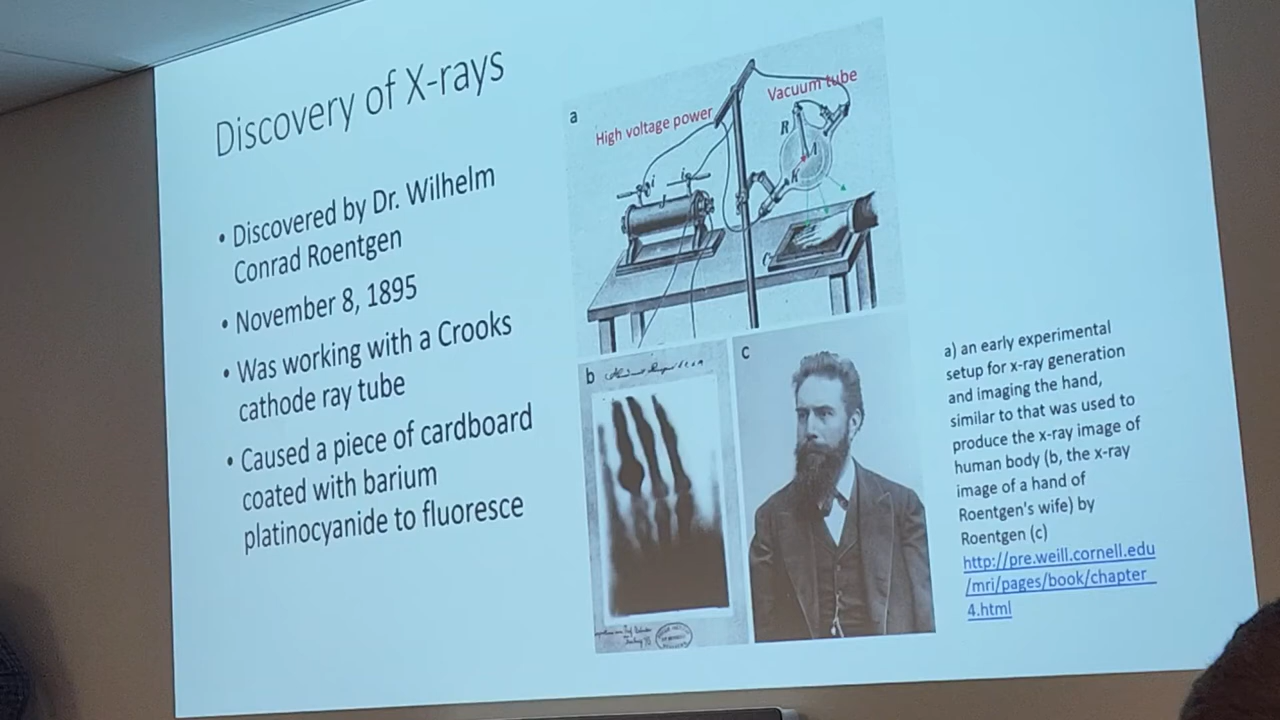 Discovery of X-rays
• Discovered by Dr. Wilhelm
Conrad Roentgen
• November 8, 1895
• Was working with a Crooks
cathode ray tube
• Caused a piece of cardboard
coated with barium
platinocyanide to fluoresce
a
High voltage power
Vacuum tube
R
A
K
i
i
C
b
c
a) an early experimental
setup for x-ray generation
and imaging the hand,
similar to that was used to
produce the x-ray image of
human body (b, the x-ray
image of a hand of
Roentgen's wife) by
Roentgen (c)
http://pre.weill.cornell.edu
/mri/pages/book/chapter_
4.html